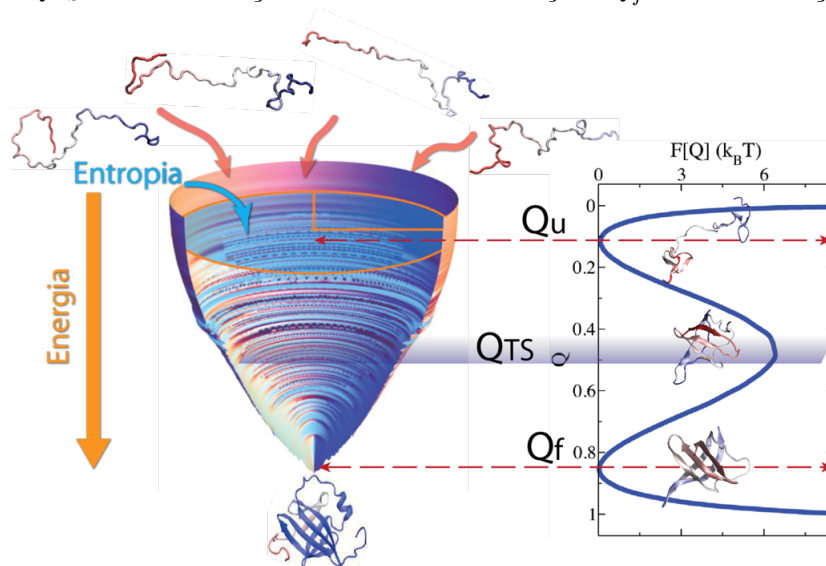 F[Q] (k_BT)
0 3 6
Entropia
Energia
Qu
QTS
Qf
Q
0
0.2
0.4
0.6
0.8
1